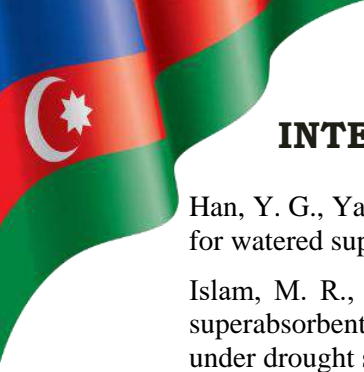 INTE
Han, Y. G., Ya
for watered sup
Islam, M. R.,
superabsorbent
under drought s